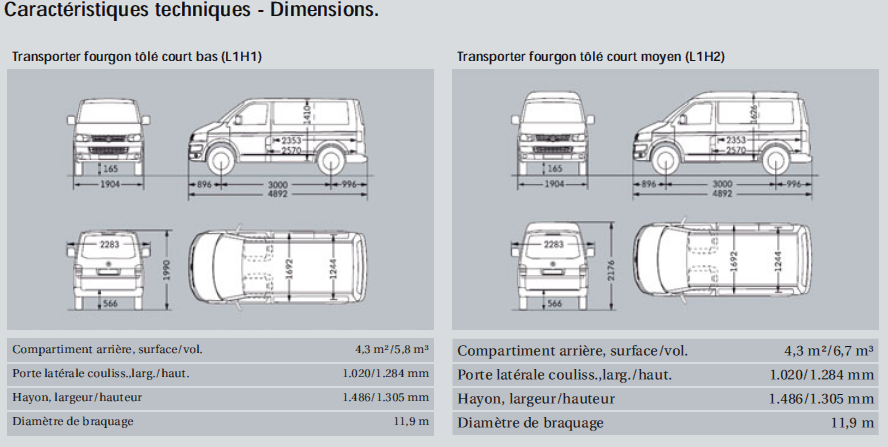 Caractéristiques techniques - Dimensions.
Transporter fourgon tôlé court bas (L1H1)
1410
2353
2570
165
1904
896
3000
996
4892
2283
1990
1692
1244
566
Compartiment arrière, surface/vol. 4,3 m²/5,8 m³
Porte latérale couliss.,larg./haut. 1.020/1.284 mm
Hayon, largeur/hauteur 1.486/1.305 mm
Diamètre de braquage 11,9 m
Transporter fourgon tôlé court moyen (L1H2)
1626
2353
2570
165
1904
896
3000
996
4892
2283
2176
1692
1244
566
Compartiment arrière, surface/vol. 4,3 m²/6,7 m³
Porte latérale couliss.,larg./haut. 1.020/1.284 mm
Hayon, largeur/hauteur 1.486/1.305 mm
Diamètre de braquage 11,9 m